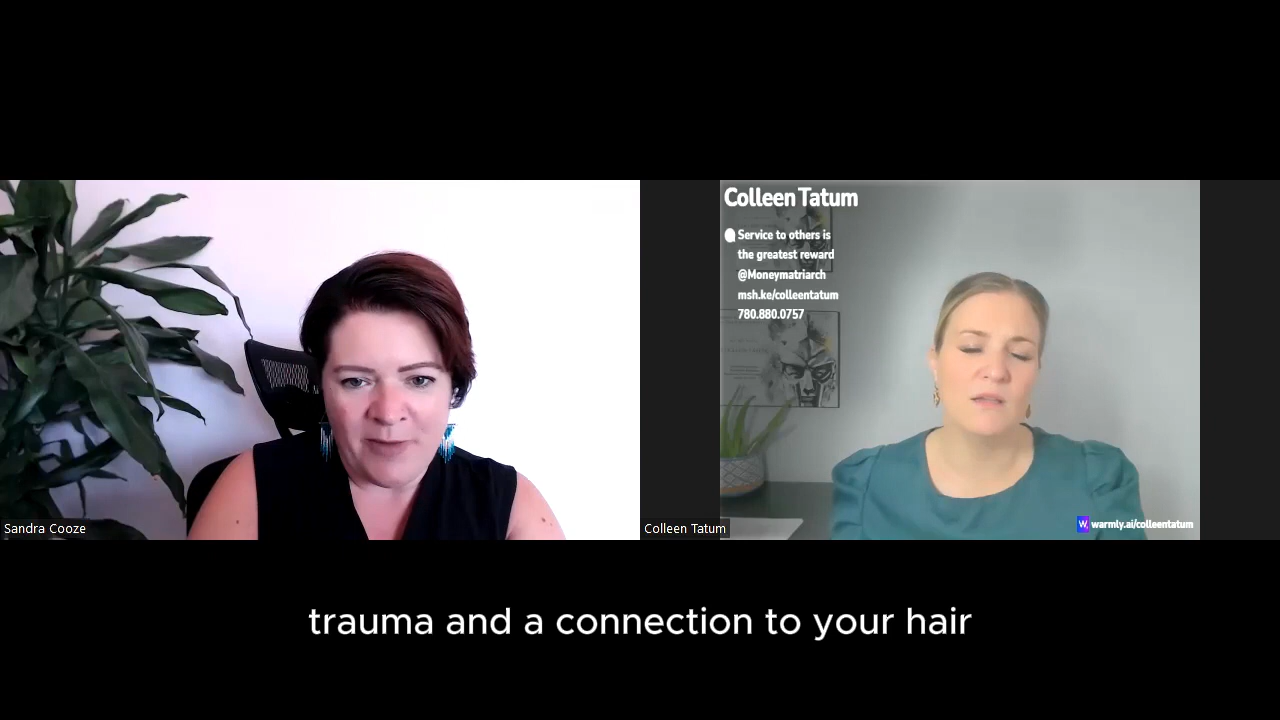 Colleen Tatum
Service to others is
the greatest reward
@Moneymatriarch
msh.ke/colleentatum
780.880.0757
Sandra Cooze
Colleen Tatum
W.
warmly.ai/colleentatum
trauma and a connection to your hair